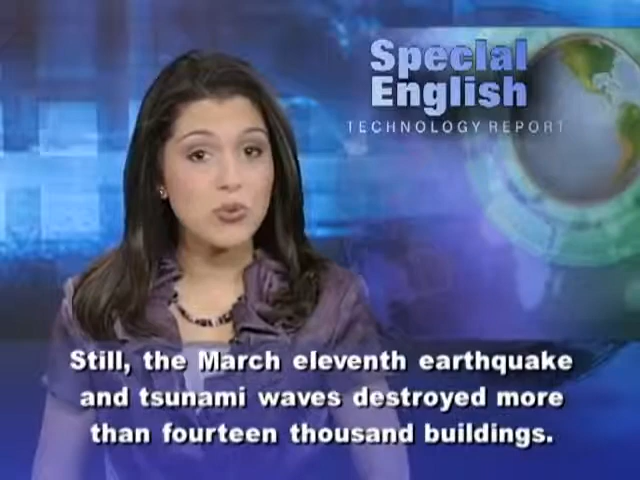 Special
English
TECHNOLOGY REPORT
Still, the March eleventh earthquake
and tsunami waves destroyed more
than fourteen thousand buildings.